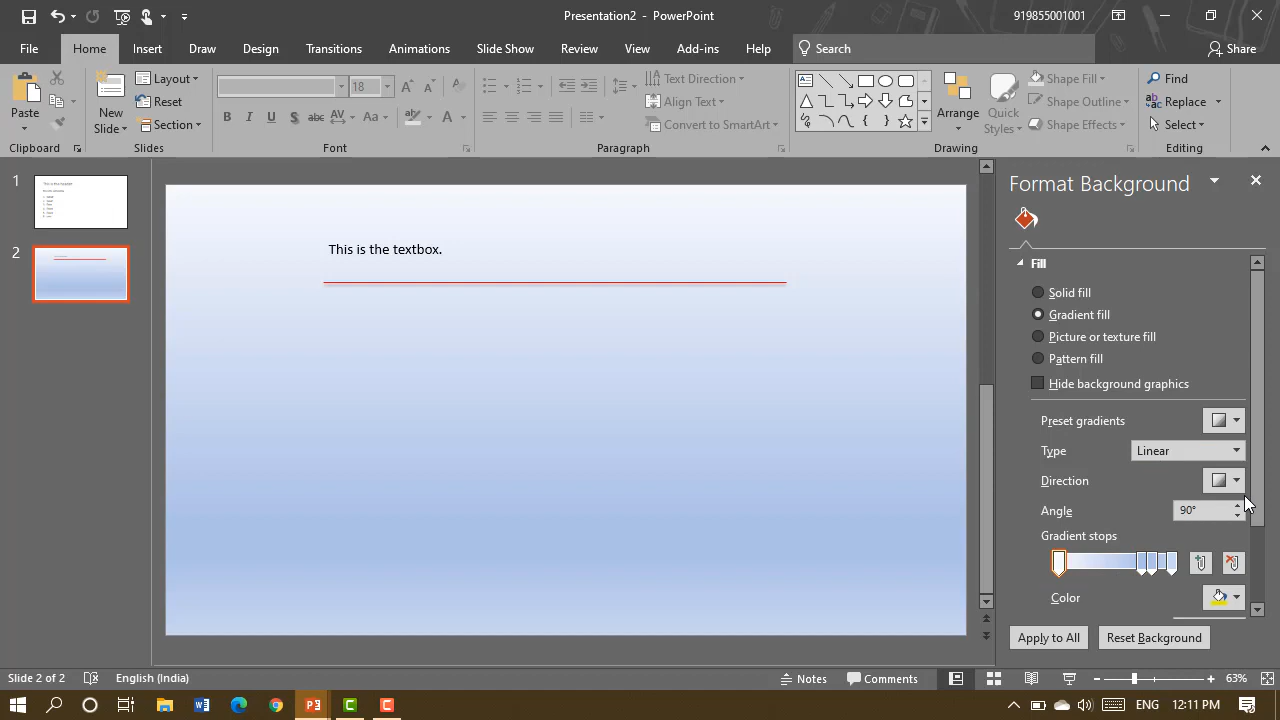 Presentation2 - PowerPoint
919855001001
File Home Insert Draw Design Transitions Animations Slide Show Review View Add-ins Help Search Share
Paste
Clipboard
New Slide
Layout
Reset
Section
Slides
18
B I U S abc AV Aa A
Font
Text Direction
Align Text
Convert to SmartArt
Paragraph
Arrange
Quick Styles
Shape Fill
Shape Outline
Shape Effects
Drawing
Find
Replace
Select
Editing
1
2
This is the textbox.
Format Background
Fill
Solid fill
Gradient fill
Picture or texture fill
Pattern fill
Hide background graphics
Preset gradients
Type Linear
Direction
Angle 90°
Gradient stops
Color
Apply to All Reset Background
Slide 2 of 2 English (India) Notes Comments 63%
ENG 12:11 PM